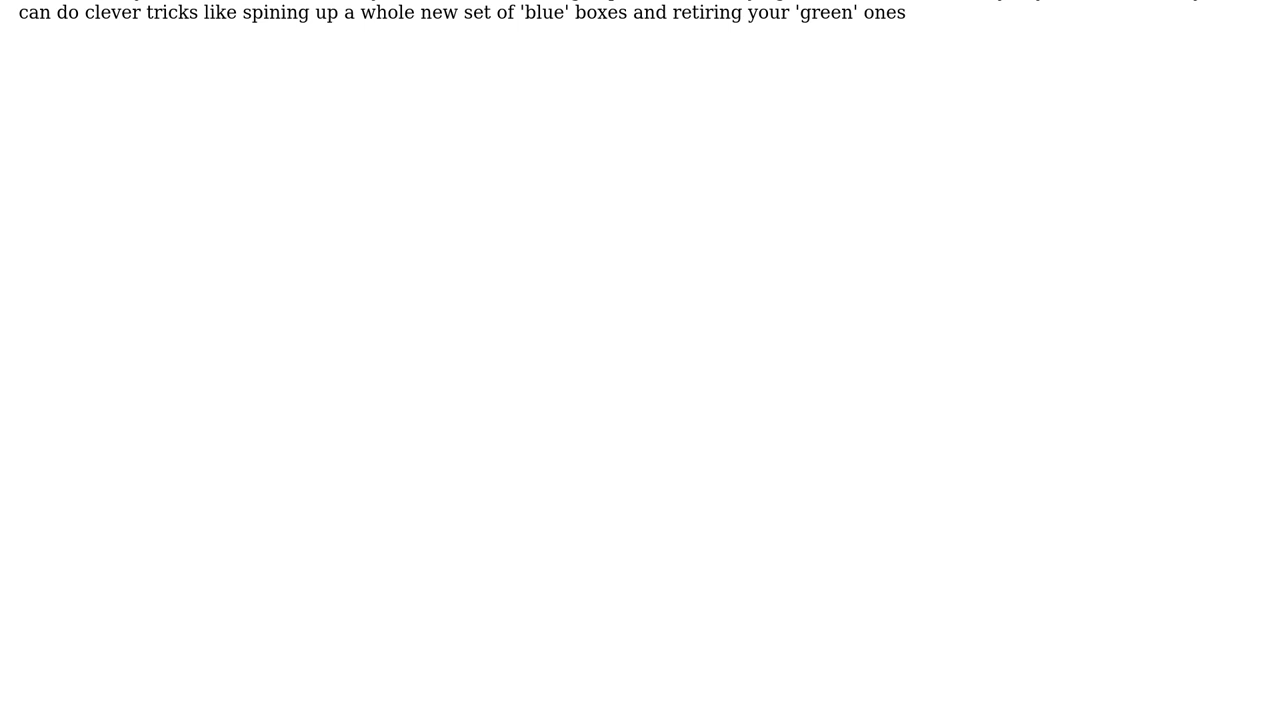 can do clever tricks like spining up a whole new set of 'blue' boxes and retiring your 'green' ones